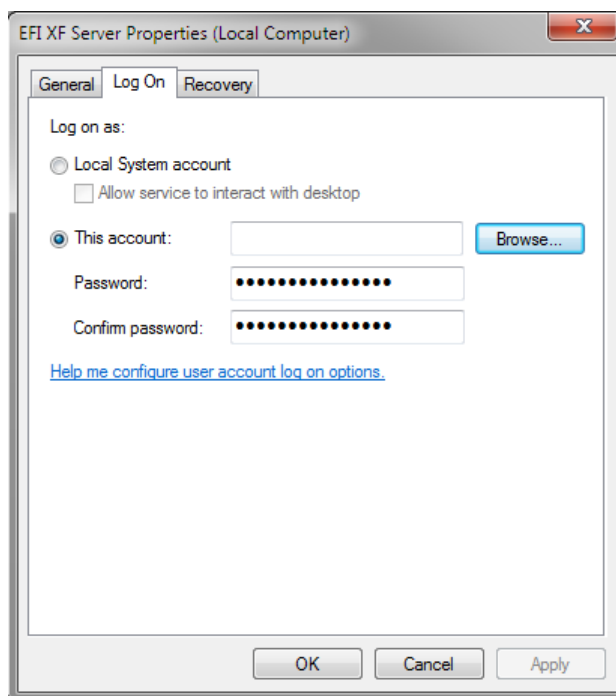 EFI XF Server Properties (Local Computer)
General Log On Recovery
Log on as:
Local System account
Allow service to interact with desktop
This account: Browse...
Password: •••••••••••••••
Confirm password: •••••••••••••••
Help me configure user account log on options.
OK Cancel Apply